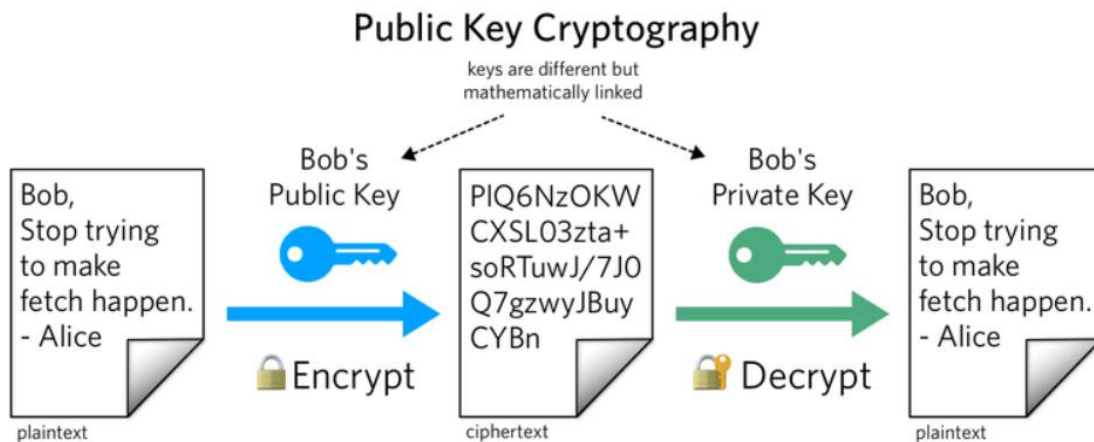 Public Key Cryptography
keys are different but
mathematically linked
Bob,
Stop trying
to make
fetch happen.
- Alice
plaintext
Bob's
Public Key
Encrypt
PlQ6NzOKW
CXSL03zta+
soRTuwJ/7J0
Q7gzwyJBuy
CYBn
ciphertext
Bob's
Private Key
Decrypt
Bob,
Stop trying
to make
fetch happen.
- Alice
plaintext